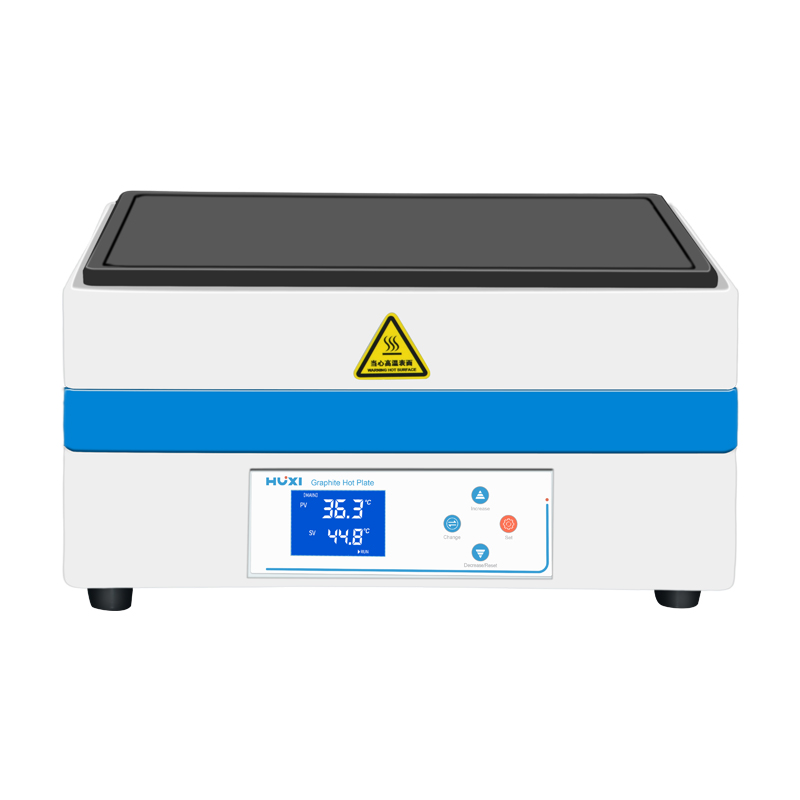 当心高温表面
WARNING HOT SURFACE
HUXI Graphite Hot Plate
[MAIN]
PV 36.3 °C
SV 44.8 °C
RUN
Increase
Change Set
Decrease/Reset